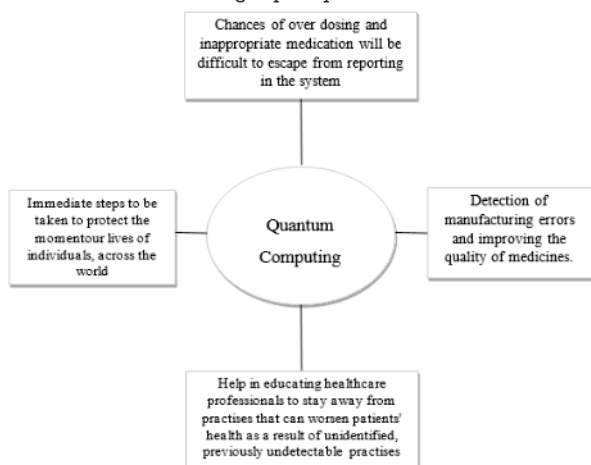 Chances of over dosing and
inappropriate medication will be
difficult to escape from reporting
in the system
Immediate steps to be
taken to protect the
momentour lives of
individuals, across the
world
Quantum
Computing
Detection of
manufacturing errors
and improving the
quality of medicines.
Help in educating healthcare
professionals to stay away from
practises that can worsen patients'
health as a result of unidentified,
previously undetectable practises